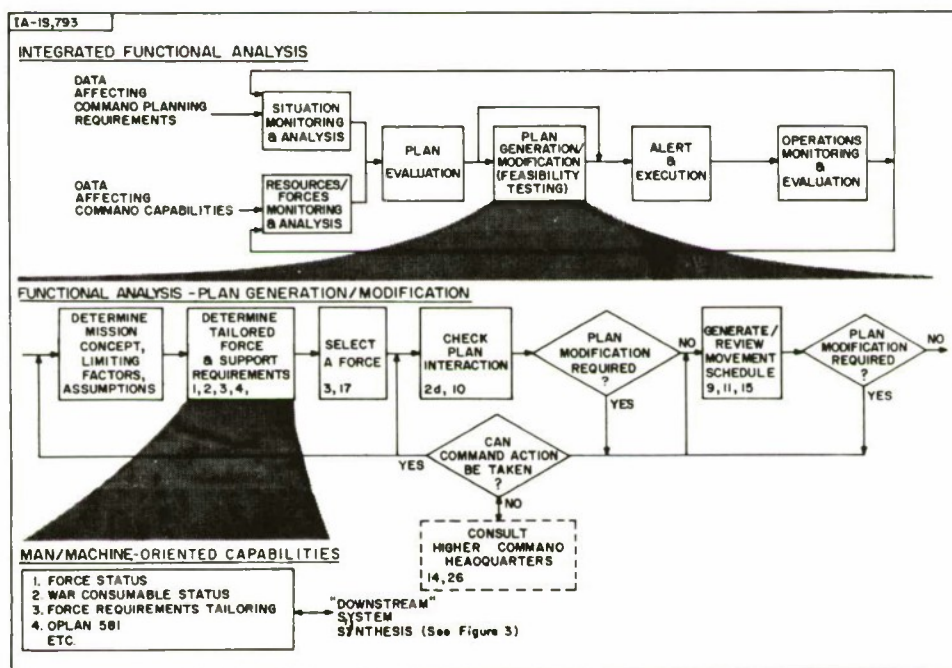 IA-18,793
INTEGRATED FUNCTIONAL ANALYSIS
DATA
AFFECTING
COMMAND PLANNING
REQUIREMENTS
SITUATION
MONITORING
& ANALYSIS
DATA
AFFECTING
COMMAND CAPABILITIES
RESOURCES/
FORCES
MONITORING
& ANALYSIS
PLAN
EVALUATION
PLAN
GENERATION/
MODIFICATION
(FEASIBILITY
TESTING)
ALERT
&
EXECUTION
OPERATIONS
MONITORING
& EVALUATION
FUNCTIONAL ANALYSIS - PLAN GENERATION/MODIFICATION
DETERMINE
MISSION
CONCEPT,
LIMITING
FACTORS,
ASSUMPTIONS
DETERMINE
TAILORED
FORCE
& SUPPORT
REQUIREMENTS
1, 2, 3, 4,
SELECT
A FORCE
3, 17
CHECK
PLAN
INTERACTION
2d, 10
PLAN
MODIFICATION
REQUIRED
?
NO
YES
GENERATE/
REVIEW
MOVEMENT
SCHEDULE
9, 11, 15
PLAN
MODIFICATION
REQUIRED
?
NO
YES
CAN
COMMAND ACTION
BE TAKEN
?
YES
NO
CONSULT
HIGHER COMMAND
HEADQUARTERS
14, 26
MAN/MACHINE-ORIENTED CAPABILITIES
1. FORCE STATUS
2. WAR CONSUMABLE STATUS
3. FORCE REQUIREMENTS TAILORING
4. OPLAN 581
ETC.
"DOWNSTREAM"
SYSTEM
SYNTHESIS (See Figure 3)